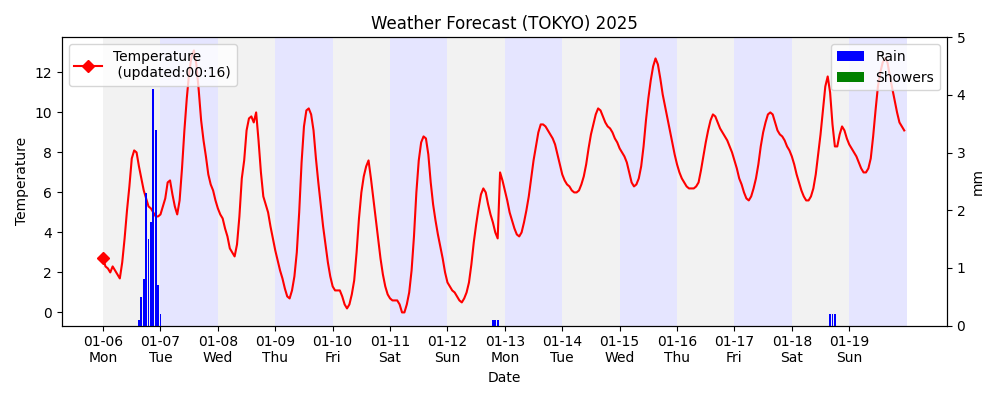 Weather Forecast (TOKYO) 2025
Temperature
(updated:00:16)
Rain
Showers
Temperature
12
10
8
6
4
2
0
5
4
3
2
1
0
mm
01-06 01-07 01-08 01-09 01-10 01-11 01-12 01-13 01-14 01-15 01-16 01-17 01-18 01-19
Mon Tue Wed Thu Fri Sat Sun Mon Tue Wed Thu Fri Sat Sun
Date